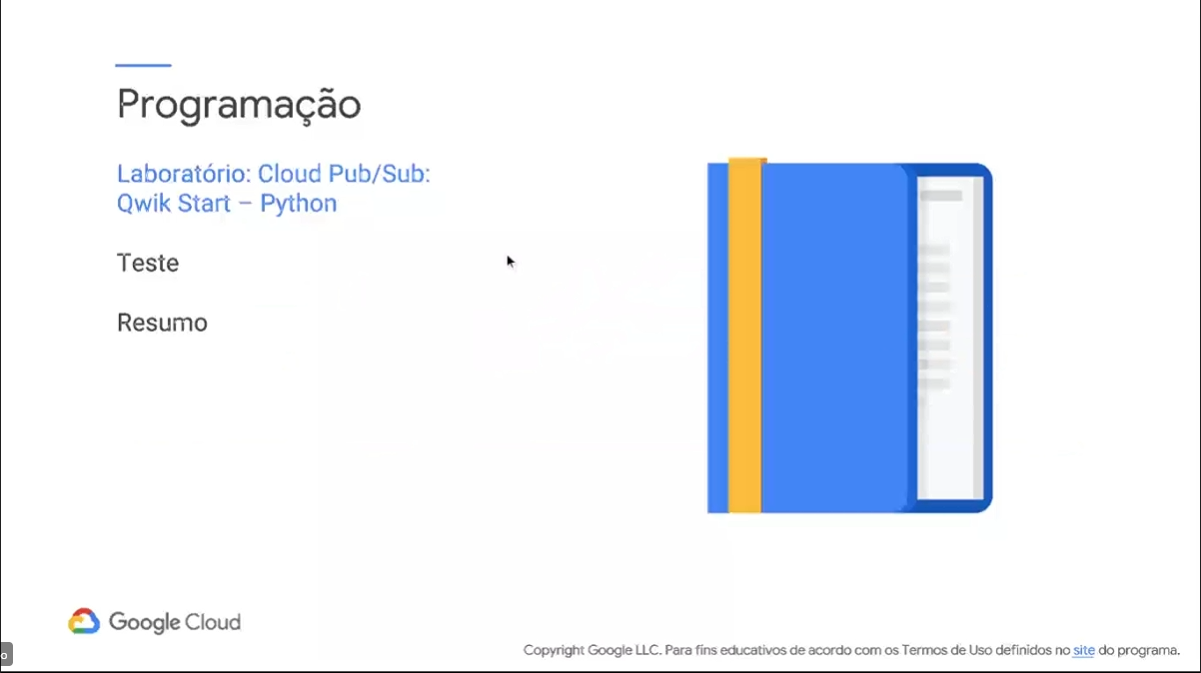 Programação
Laboratório: Cloud Pub/Sub:
Qwik Start – Python
Teste
Resumo
Google Cloud
o
Copyright Google LLC. Para fins educativos de acordo com os Termos de Uso definidos no site do programa.